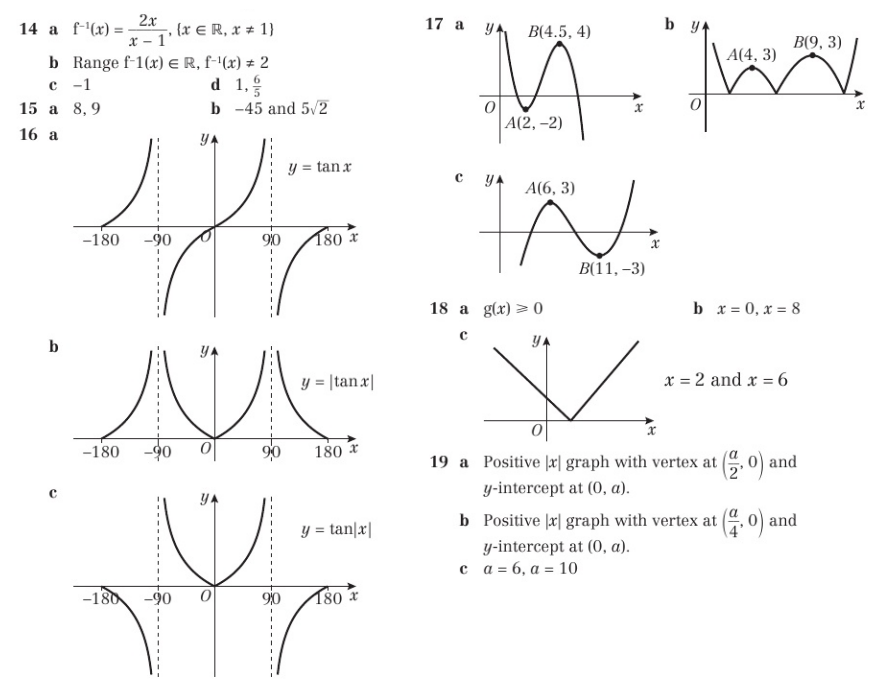 14 a f⁻¹(x) = 2x/(x − 1), {x ∈ ℝ, x ≠ 1}
b Range f⁻1(x) ∈ ℝ, f⁻¹(x) ≠ 2
c −1 d 1, 6/5
15 a 8, 9 b −45 and 5√2
16 a
y
y = tan x
−180 −90 O 90 180 x
b
y
y = |tan x|
−180 −90 O 90 180 x
c
y
y = tan|x|
−180 −90 O 90 180 x
17 a
y
B(4.5, 4)
O x
A(2, −2)
b
y
A(4, 3) B(9, 3)
O x
c
y
A(6, 3)
x
B(11, −3)
18 a g(x) ⩾ 0 b x = 0, x = 8
c
y
x = 2 and x = 6
O x
19 a Positive |x| graph with vertex at (a/2, 0) and
y-intercept at (0, a).
b Positive |x| graph with vertex at (a/4, 0) and
y-intercept at (0, a).
c a = 6, a = 10